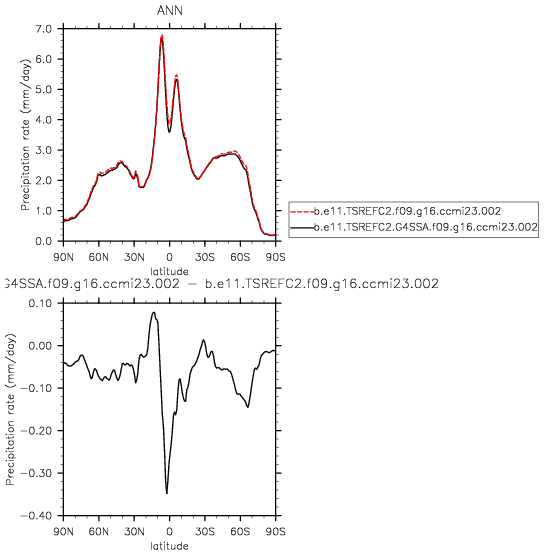 ANN
7.0
6.0
5.0
4.0
3.0
2.0
1.0
0.0
Precipitation rate (mm/day)
90N 60N 30N 0 30S 60S 90S
latitude
b.e11.TSREFC2.f09.g16.ccmi23.002
b.e11.TSREFC2.G4SSA.f09.g16.ccmi23.002
G4SSA.f09.g16.ccmi23.002 − b.e11.TSREFC2.f09.g16.ccmi23.002
0.10
0.00
−0.10
−0.20
−0.30
−0.40
Precipitation rate (mm/day)
90N 60N 30N 0 30S 60S 90S
latitude